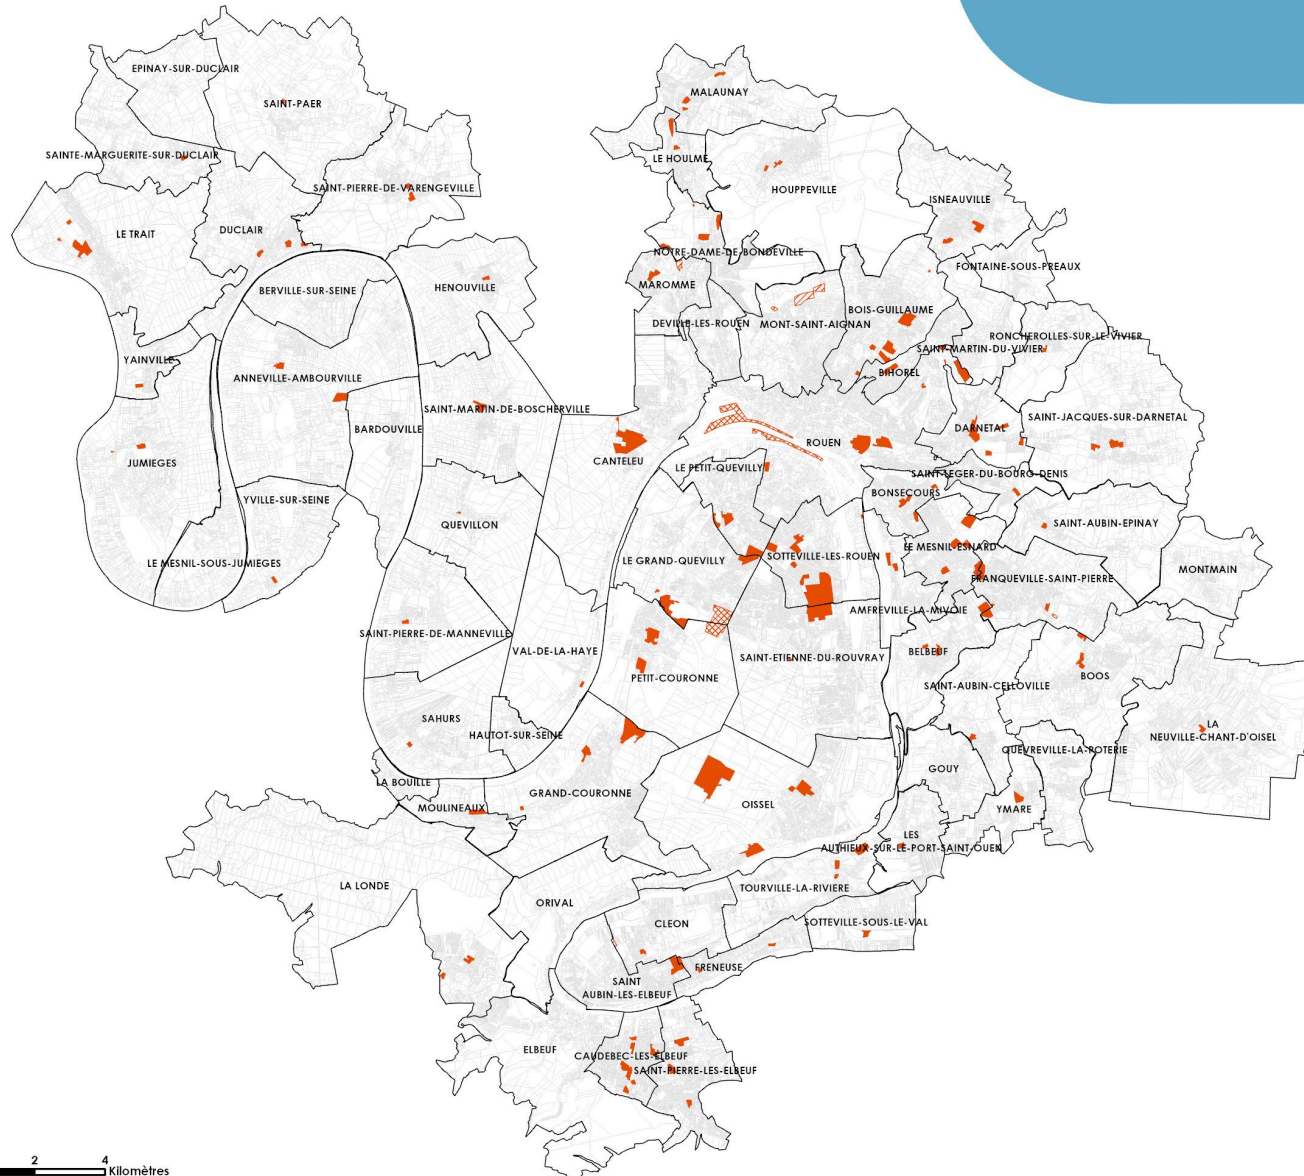 EPINAY-SUR-DUCLAIR
MALAUNAY
SAINT-PAER
SAINTE-MARGUERITE-SUR-DUCLAIR
LE HOULME
SAINT-PIERRE-DE-VARENGEVILLE
HOUPPEVILLE
ISNEAUVILLE
LE TRAIT
DUCLAIR
NOTRE-DAME-DE-BONDEVILLE
FONTAINE-SOUS-PREAUX
BERVILLE-SUR-SEINE
HENOUVILLE
MAROMME
DEVILLE-LES-ROUEN
MONT-SAINT-AIGNAN
BOIS-GUILLAUME
RONCHEROLLES-SUR-LE-VIVIER
SAINT-MARTIN-DU-VIVIER
YAINVILLE
ANNEVILLE-AMBOURVILLE
BIHOREL
SAINT-MARTIN-DE-BOSCHERVILLE
SAINT-JACQUES-SUR-DARNETAL
BARDOUVILLE
DARNETAL
ROUEN
JUMIEGES
CANTELEU
LE PETIT-QUEVILLY
SAINT-LEGER-DU-BOURG-DENIS
BONSECOURS
YVILLE-SUR-SEINE
QUEVILLON
SAINT-AUBIN-EPINAY
LE MESNIL-SOUS-JUMIEGES
LE GRAND-QUEVILLY
SOTTEVILLE-LES-ROUEN
LE MESNIL-ESNARD
MONTMAIN
FRANQUEVILLE-SAINT-PIERRE
AMFREVILLE-LA-MIVOIE
SAINT-PIERRE-DE-MANNEVILLE
VAL-DE-LA-HAYE
SAINT-ETIENNE-DU-ROUVRAY
BELBEUF
PETIT-COURONNE
SAINT-AUBIN-CELLOVILLE
BOOS
SAHURS
HAUTOT-SUR-SEINE
LA
NEUVILLE-CHANT-D'OISEL
QUEVREVILLE-LA-POTERIE
GOUY
LA BOUILLE
GRAND-COURONNE
MOULINEAUX
OISSEL
YMARE
LES
AUTHIEUX-SUR-LE-PORT-SAINT-OUEN
LA LONDE
ORIVAL
TOURVILLE-LA-RIVIERE
CLEON
SOTTEVILLE-SOUS-LE-VAL
FRENEUSE
SAINT
AUBIN-LES-ELBEUF
ELBEUF
CAUDEBEC-LES-ELBEUF
SAINT-PIERRE-LES-ELBEUF
2 4
Kilomètres